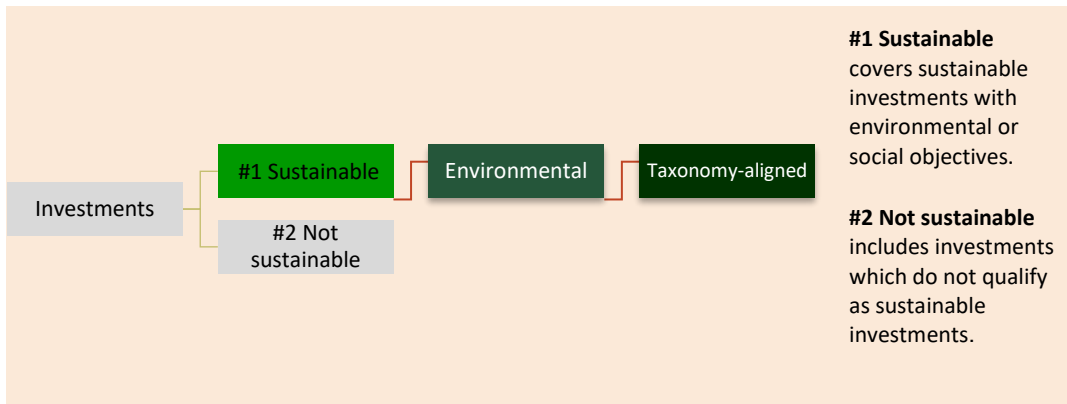 Investments
#1 Sustainable
#2 Not
sustainable
Environmental
Taxonomy-aligned
#1 Sustainable
covers sustainable
investments with
environmental or
social objectives.
#2 Not sustainable
includes investments
which do not qualify
as sustainable
investments.